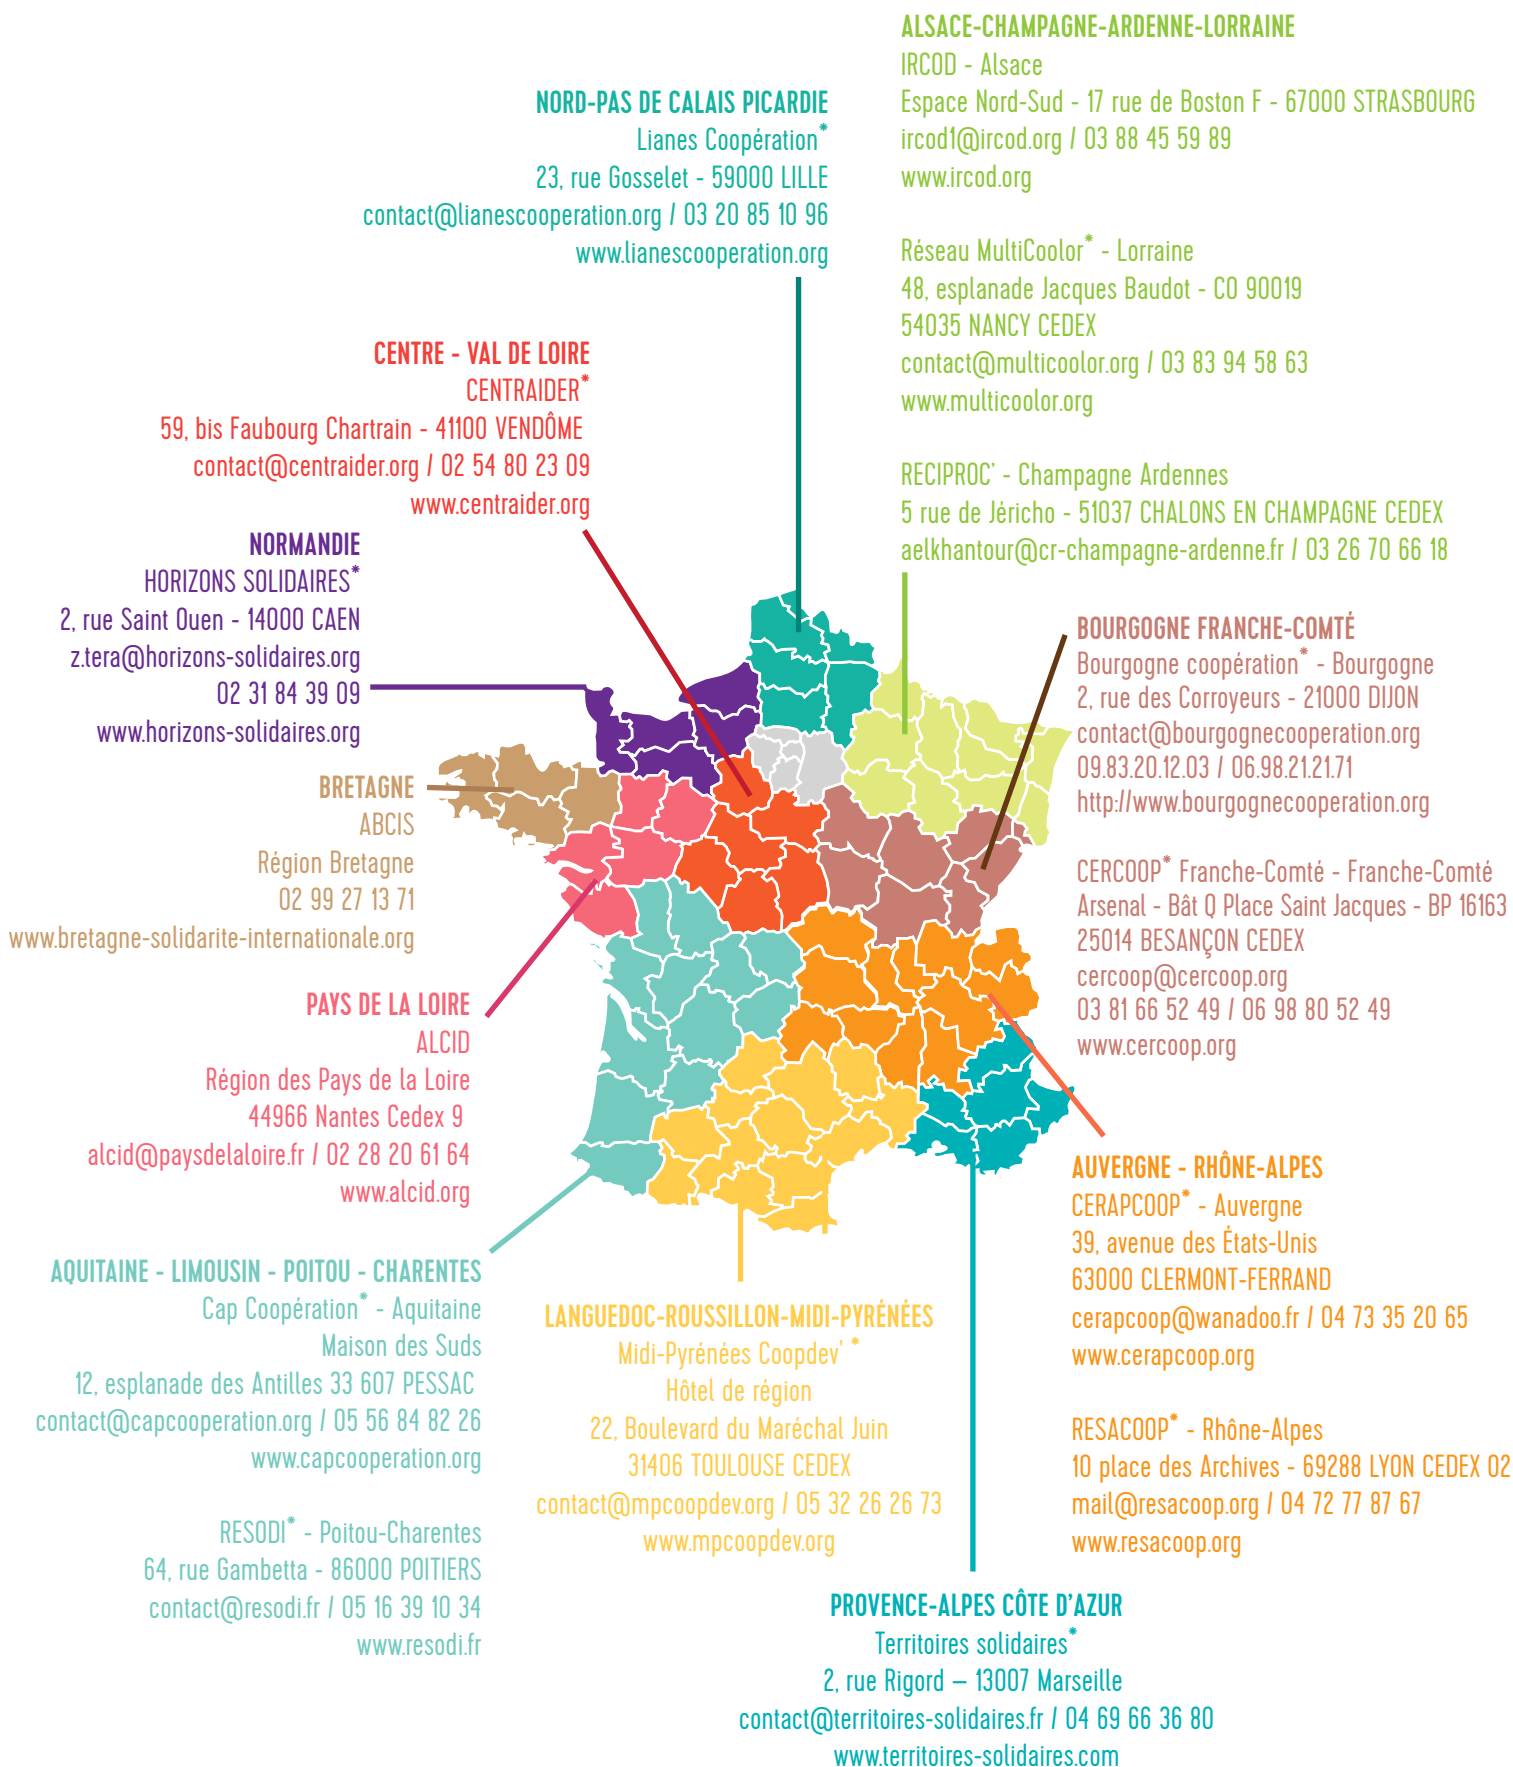 ALSACE-CHAMPAGNE-ARDENNE-LORRAINE
IRCOD - Alsace
Espace Nord-Sud - 17 rue de Boston F - 67000 STRASBOURG
ircod1@ircod.org / 03 88 45 59 89
www.ircod.org
Réseau MultiCoolor* - Lorraine
48, esplanade Jacques Baudot - CO 90019
54035 NANCY CEDEX
contact@multicoolor.org / 03 83 94 58 63
www.multicoolor.org
RECIPROC' - Champagne Ardennes
5 rue de Jéricho - 51037 CHALONS EN CHAMPAGNE CEDEX
aelkhantour@cr-champagne-ardenne.fr / 03 26 70 66 18
NORD-PAS DE CALAIS PICARDIE
Lianes Coopération*
23, rue Gosselet - 59000 LILLE
contact@lianescooperation.org / 03 20 85 10 96
www.lianescooperation.org
CENTRE - VAL DE LOIRE
CENTRAIDER*
59, bis Faubourg Chartrain - 41100 VENDÔME
contact@centraider.org / 02 54 80 23 09
www.centraider.org
NORMANDIE
HORIZONS SOLIDAIRES*
2, rue Saint Ouen - 14000 CAEN
z.tera@horizons-solidaires.org
02 31 84 39 09
www.horizons-solidaires.org
BRETAGNE
ABCIS
Région Bretagne
02 99 27 13 71
www.bretagne-solidarite-internationale.org
PAYS DE LA LOIRE
ALCID
Région des Pays de la Loire
44966 Nantes Cedex 9
alcid@paysdelaloire.fr / 02 28 20 61 64
www.alcid.org
AQUITAINE - LIMOUSIN - POITOU - CHARENTES
Cap Coopération* - Aquitaine
Maison des Suds
12, esplanade des Antilles 33 607 PESSAC
contact@capcooperation.org / 05 56 84 82 26
www.capcooperation.org
RESODI* - Poitou-Charentes
64, rue Gambetta - 86000 POITIERS
contact@resodi.fr / 05 16 39 10 34
www.resodi.fr
LANGUEDOC-ROUSSILLON-MIDI-PYRÉNÉES
Midi-Pyrénées Coopdev' *
Hôtel de région
22, Boulevard du Maréchal Juin
31406 TOULOUSE CEDEX
contact@mpcoopdev.org / 05 32 26 26 73
www.mpcoopdev.org
BOURGOGNE FRANCHE-COMTÉ
Bourgogne coopération* - Bourgogne
2, rue des Corroyeurs - 21000 DIJON
contact@bourgognecooperation.org
09.83.20.12.03 / 06.98.21.21.71
http://www.bourgognecooperation.org
CERCOOP* Franche-Comté - Franche-Comté
Arsenal - Bât Q Place Saint Jacques - BP 16163
25014 BESANÇON CEDEX
cercoop@cercoop.org
03 81 66 52 49 / 06 98 80 52 49
www.cercoop.org
AUVERGNE - RHÔNE-ALPES
CERAPCOOP* - Auvergne
39, avenue des États-Unis
63000 CLERMONT-FERRAND
cerapcoop@wanadoo.fr / 04 73 35 20 65
www.cerapcoop.org
RESACOOP* - Rhône-Alpes
10 place des Archives - 69288 LYON CEDEX 02
mail@resacoop.org / 04 72 77 87 67
www.resacoop.org
PROVENCE-ALPES CÔTE D'AZUR
Territoires solidaires*
2, rue Rigord – 13007 Marseille
contact@territoires-solidaires.fr / 04 69 66 36 80
www.territoires-solidaires.com